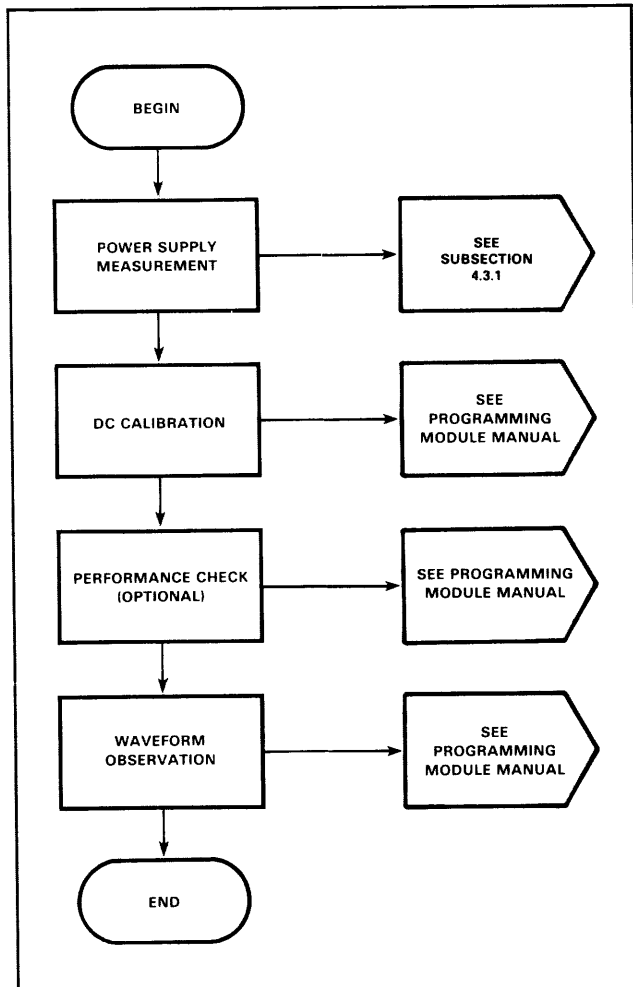 BEGIN
POWER SUPPLY
MEASUREMENT
SEE
SUBSECTION
4.3.1
DC CALIBRATION
SEE
PROGRAMMING
MODULE MANUAL
PERFORMANCE CHECK
(OPTIONAL)
SEE PROGRAMMING
MODULE MANUAL
WAVEFORM
OBSERVATION
SEE
PROGRAMMING
MODULE MANUAL
END